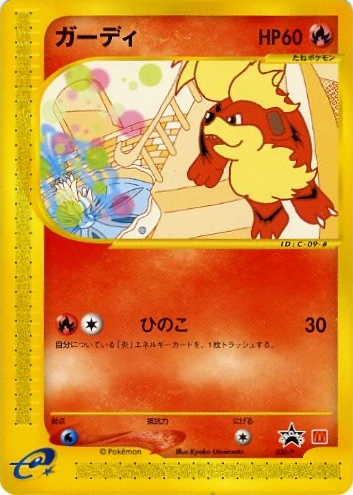 ガーディ HP60
たねポケモン
ID:C-09-#
ひのこ 30
自分についている「炎」エネルギーカードを、1枚トラッシュする。
弱点 抵抗力 にげる
©Pokémon Illus.Kyoko Umemoto 030/P